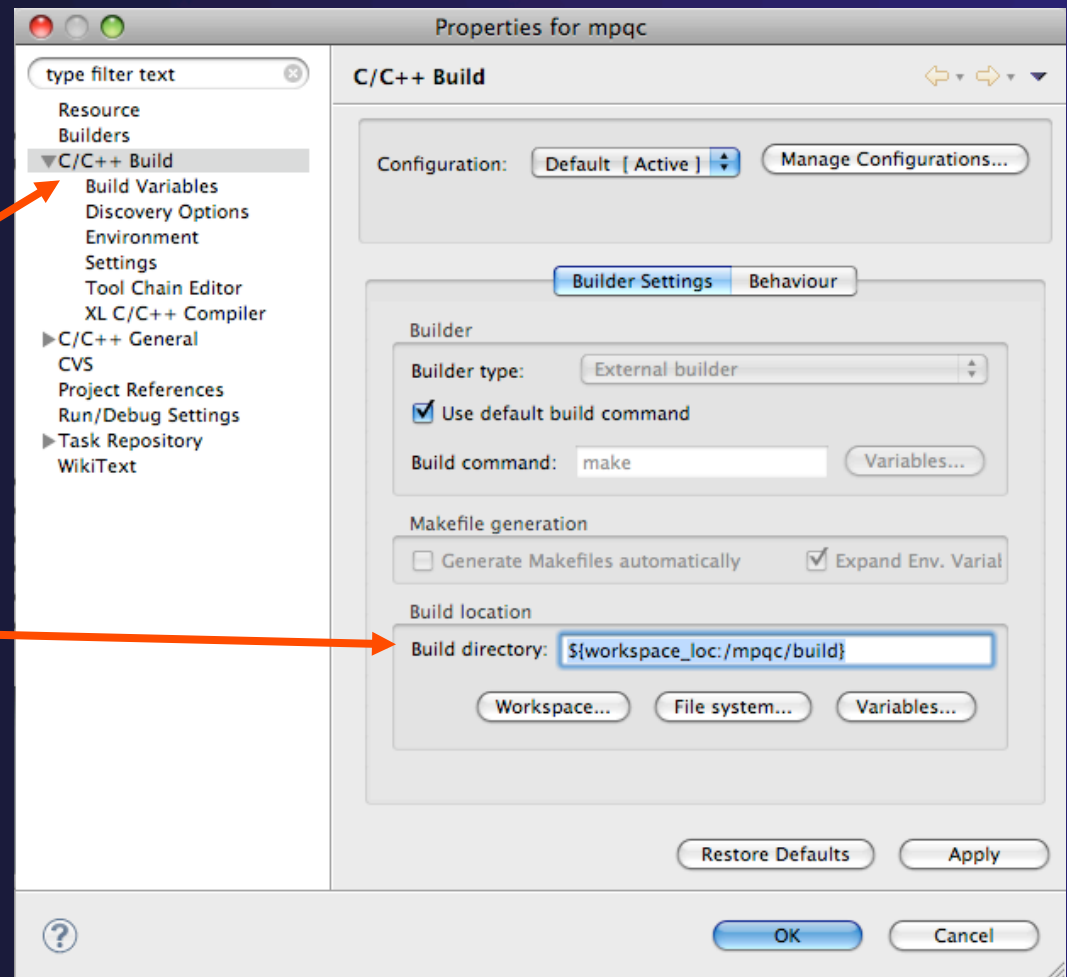 Properties for mpqc
type filter text
Resource
Builders
C/C++ Build
Build Variables
Discovery Options
Environment
Settings
Tool Chain Editor
XL C/C++ Compiler
C/C++ General
CVS
Project References
Run/Debug Settings
Task Repository
WikiText
C/C++ Build
Configuration: Default [ Active ] Manage Configurations...
Builder Settings Behaviour
Builder
Builder type: External builder
Use default build command
Build command: make Variables...
Makefile generation
Generate Makefiles automatically Expand Env. Varial
Build location
Build directory: ${workspace_loc:/mpqc/build}
Workspace... File system... Variables...
Restore Defaults Apply
? OK Cancel